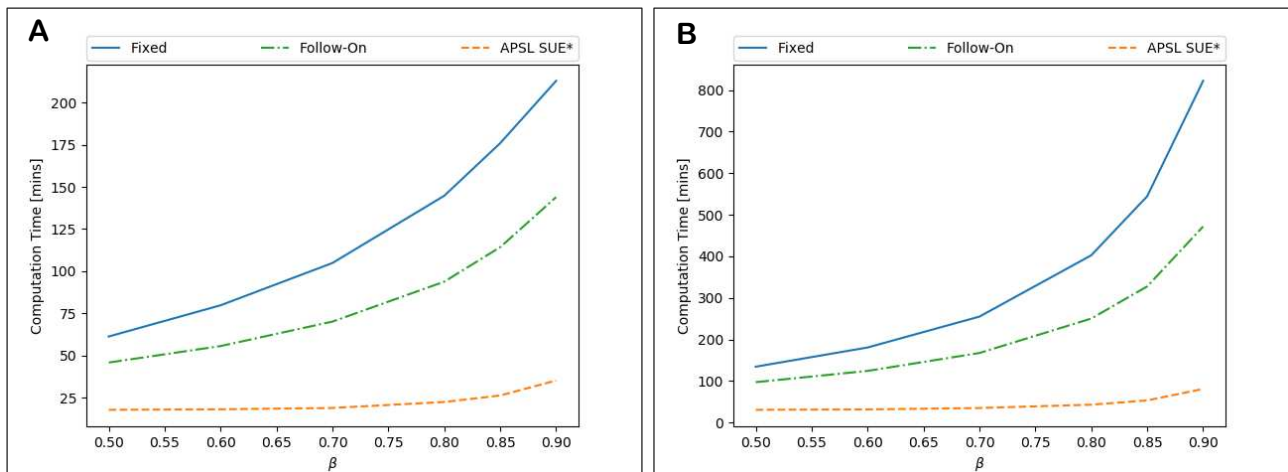 A
Fixed Follow-On APSL SUE*
Computation Time [mins]
200
175
150
125
100
75
50
25
0.50 0.55 0.60 0.65 0.70 0.75 0.80 0.85 0.90
β
B
Fixed Follow-On APSL SUE*
Computation Time [mins]
800
700
600
500
400
300
200
100
0
0.50 0.55 0.60 0.65 0.70 0.75 0.80 0.85 0.90
β